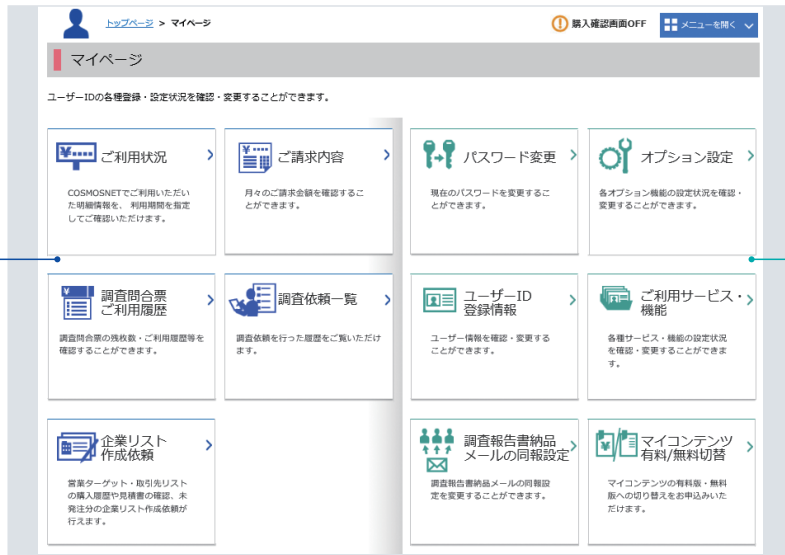 トップページ > マイページ
購入確認画面OFF
メニューを開く
マイページ
ユーザーIDの各種登録・設定状況を確認・変更することができます。
ご利用状況
COSMOSNETでご利用いただい
た明細情報を、利用期間を指定
してご確認いただけます。
ご請求内容
月々のご請求金額を確認するこ
とができます。
パスワード変更
現在のパスワードを変更するこ
とができます。
オプション設定
各オプション機能の設定状況を確認・
変更することができます。
調査問合票
ご利用履歴
調査問合票の残枚数・ご利用履歴等を
確認することができます。
調査依頼一覧
調査依頼を行った履歴をご覧いただけ
ます。
ユーザーID
登録情報
ユーザー情報を確認・変更する
ことができます。
ご利用サービス・
機能
各種サービス・機能の設定状況
を確認・変更することができま
す。
企業リスト
作成依頼
営業ターゲット・取引先リスト
の購入履歴や見積書の確認、未
発注分の企業リスト作成依頼が
行えます。
調査報告書納品
メールの同報設定
調査報告書納品メールの同報設
定を変更することができます。
マイコンテンツ
有料/無料切替
マイコンテンツの有料版・無料
版への切り替えをお申込みいた
だけます。